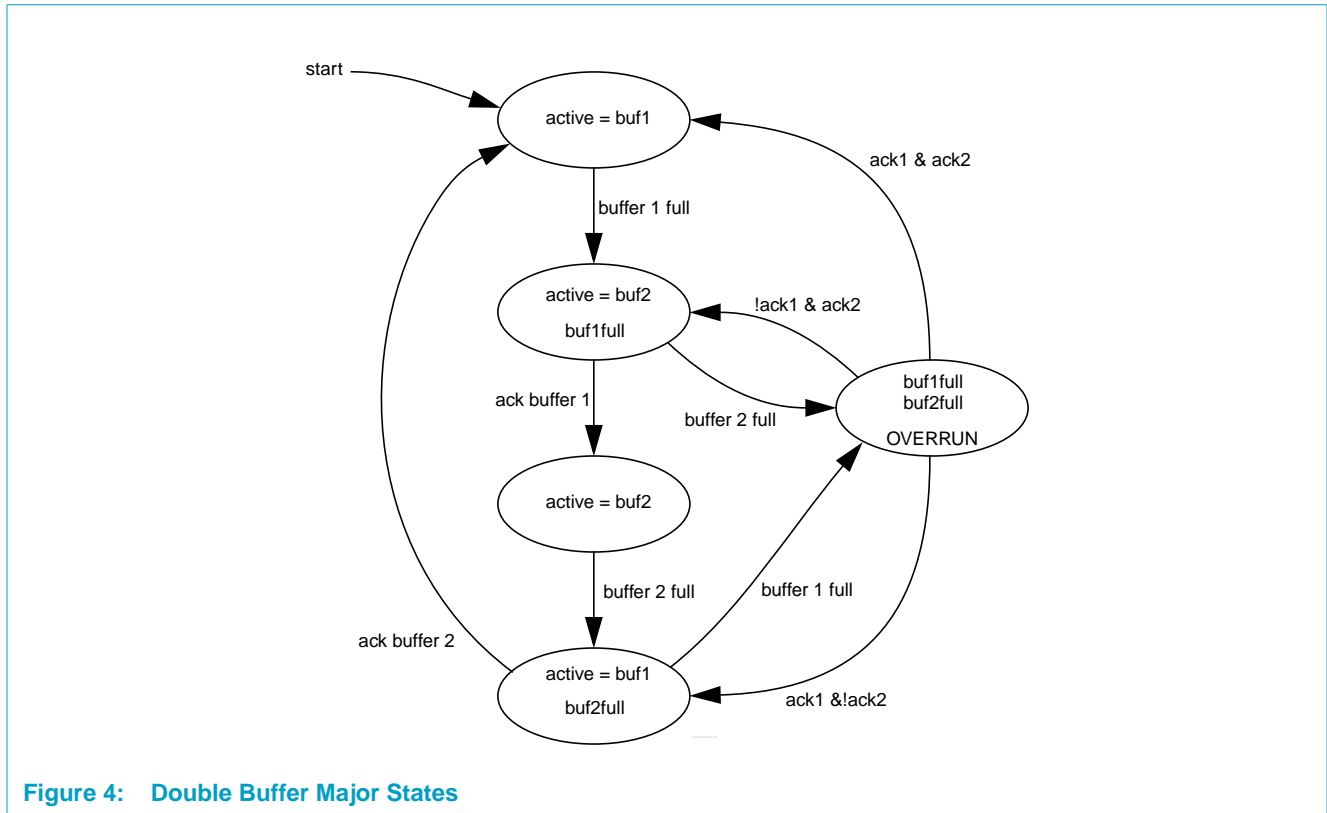 start
active = buf1
ack1 & ack2
buffer 1 full
active = buf2
buf1full
!ack1 & ack2
buf1full
buf2full
OVERRUN
ack buffer 1
buffer 2 full
active = buf2
buffer 2 full
buffer 1 full
ack buffer 2
active = buf1
buf2full
ack1 &!ack2
Figure 4: Double Buffer Major States